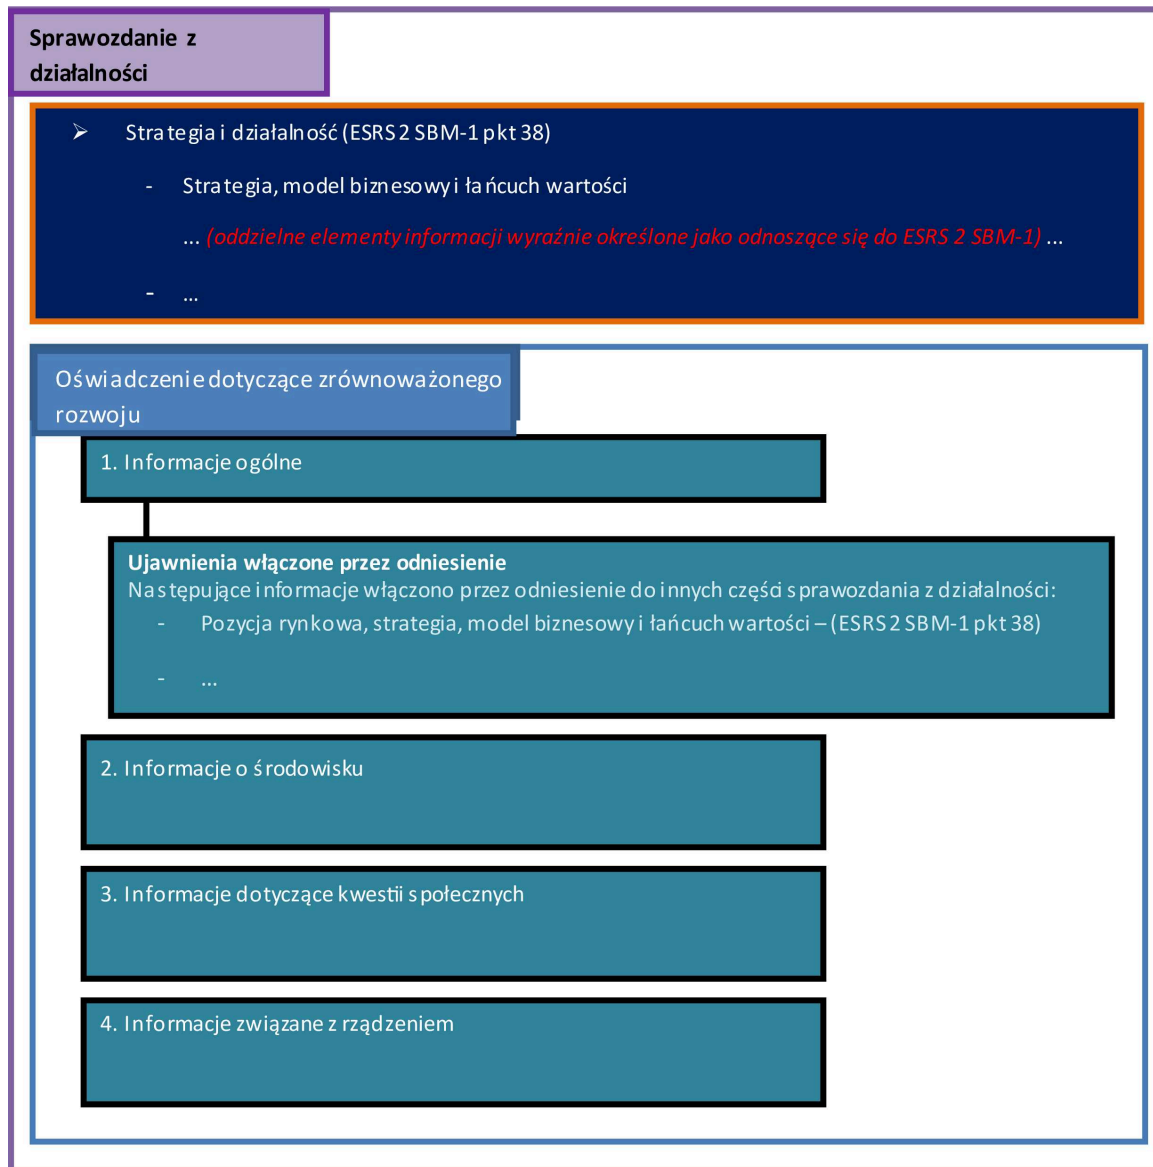 Sprawozdanie z
działalności
➢ Strategia i działalność (ESRS 2 SBM-1 pkt 38)
- Strategia, model biznesowy i łańcuch wartości
... (oddzielne elementy informacji wyraźnie określone jako odnoszące się do ESRS 2 SBM-1) ...
- ...
Oświadczenie dotyczące zrównoważonego
rozwoju
1. Informacje ogólne
Ujawnienia włączone przez odniesienie
Następujące informacje włączono przez odniesienie do innych części sprawozdania z działalności:
- Pozycja rynkowa, strategia, model biznesowy i łańcuch wartości – (ESRS 2 SBM-1 pkt 38)
- ...
2. Informacje o środowisku
3. Informacje dotyczące kwestii społecznych
4. Informacje związane z rządzeniem